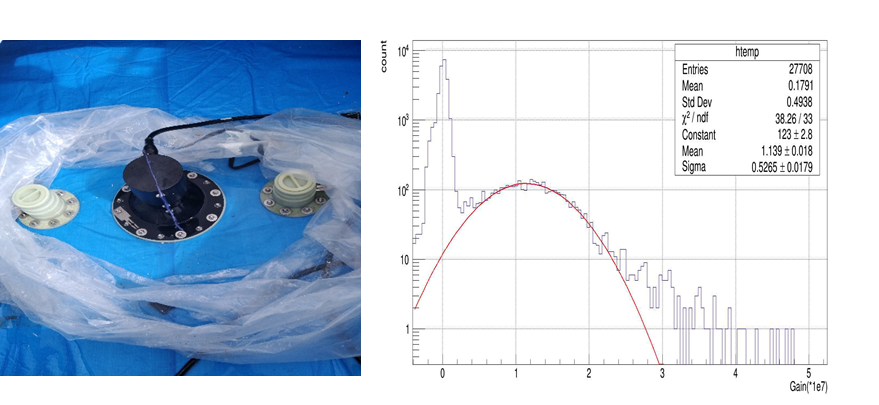 count
10⁴
10³
10²
10
1
0
1
2
3
4
5
Gain(*1e7)
htemp
Entries 27708
Mean 0.1791
Std Dev 0.4938
χ² / ndf 38.26 / 33
Constant 123 ± 2.8
Mean 1.139 ± 0.018
Sigma 0.5265 ± 0.0179